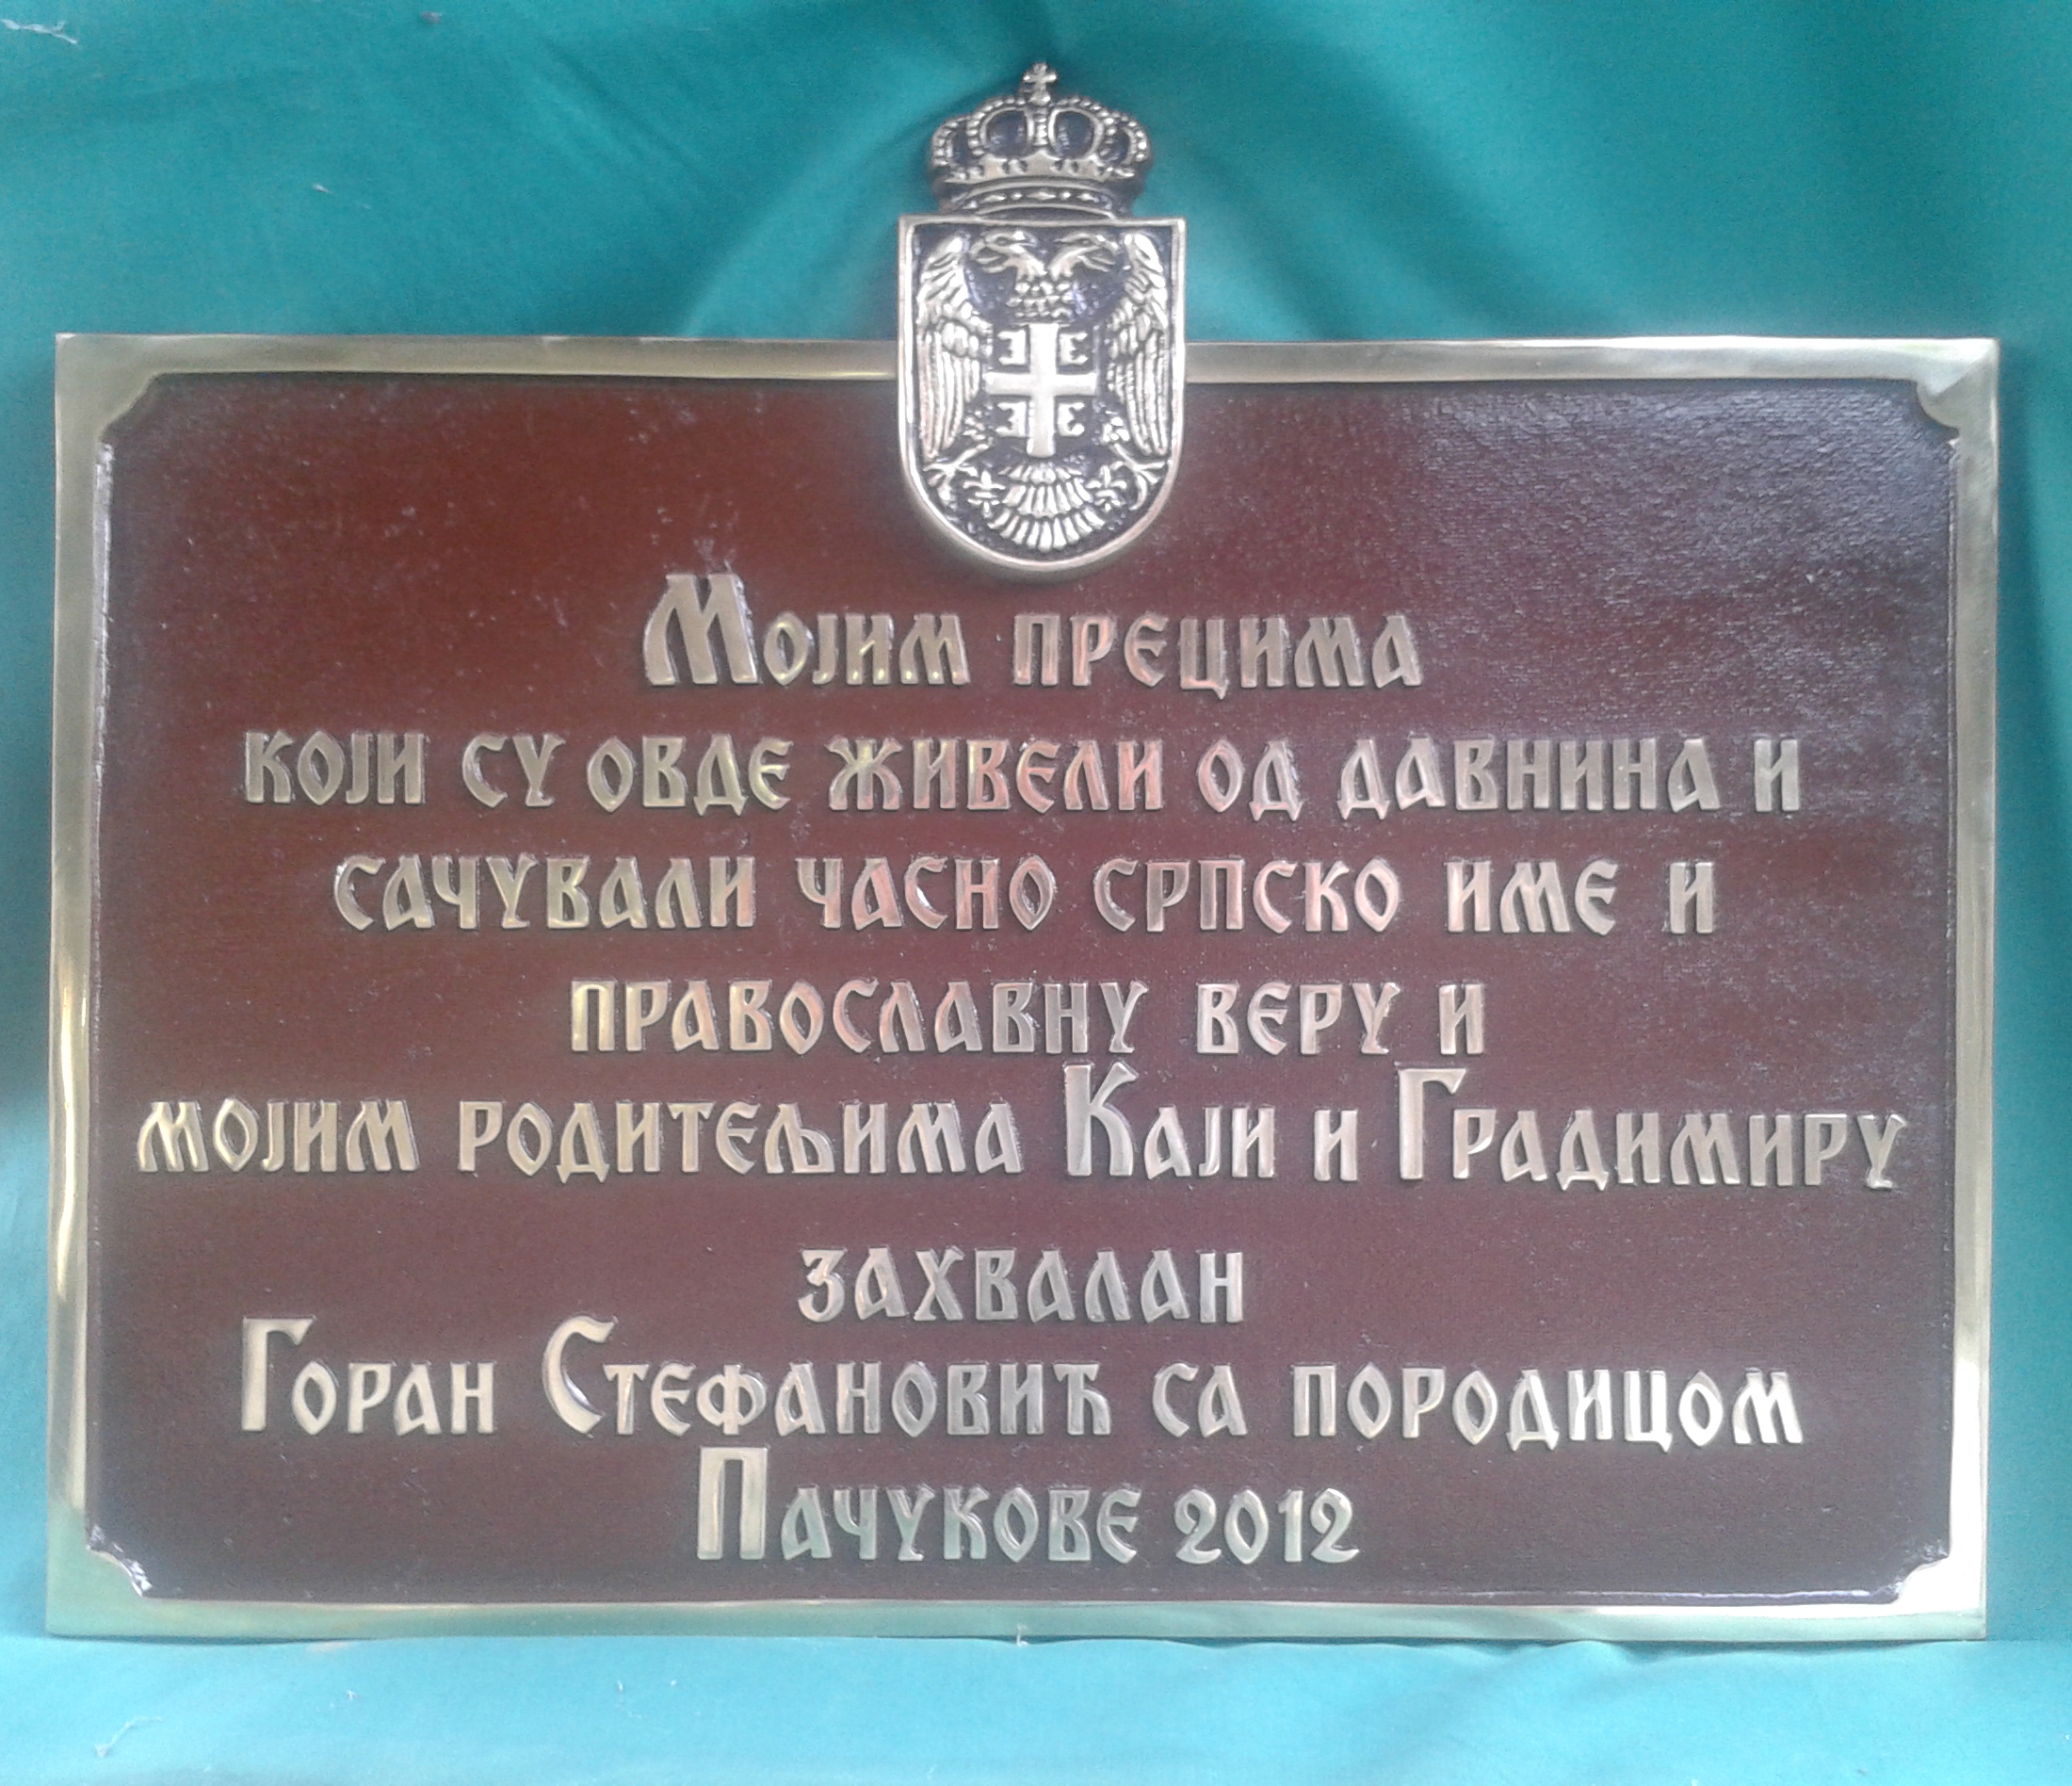 Мојим прецима
који су овде живели од давнина и
сачували часно српско име и
православну веру и
мојим родитељима Каји и Градимиру
захвалан
Горан Стефановић са породицом
Пачукове 2012